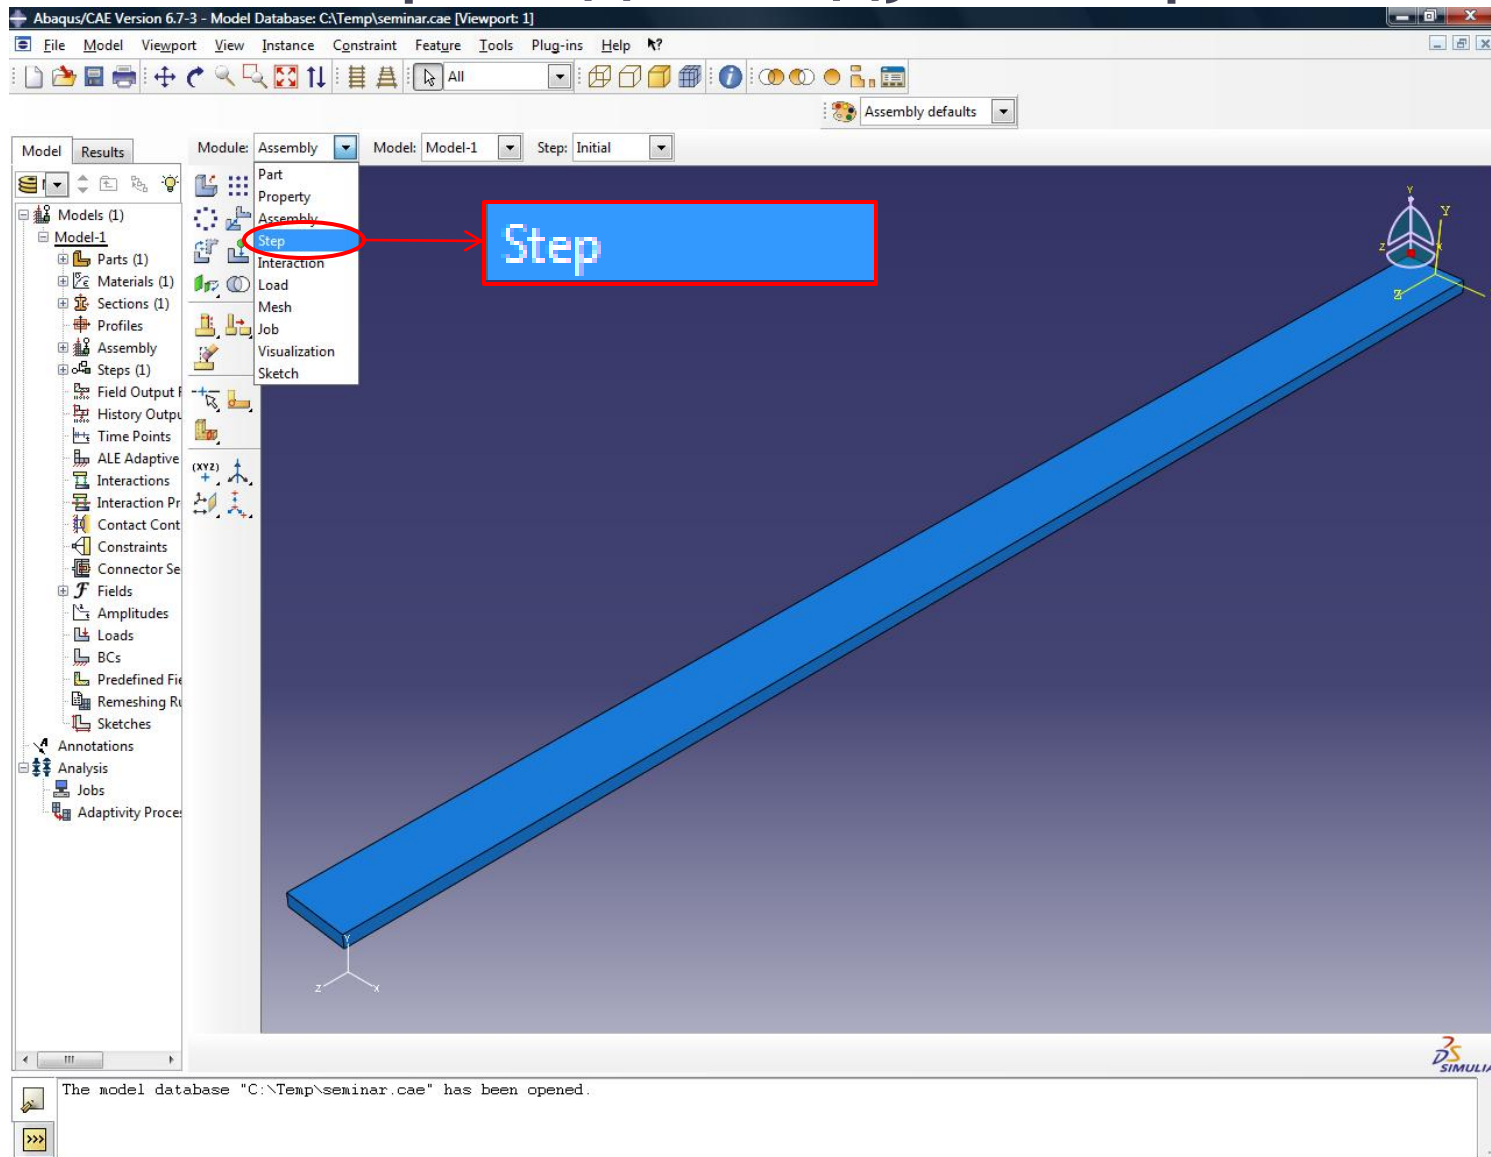 Abaqus/CAE Version 6.7-3 - Model Database: C:\Temp\seminar.cae [Viewport: 1]
File Model Viewport View Instance Constraint Feature Tools Plug-ins Help
All
Assembly defaults
Model Results Module: Assembly Model: Model-1 Step: Initial
Part
Property
Assembly
Step
Interaction
Load
Mesh
Job
Visualization
Sketch
Step
Models (1)
Model-1
Parts (1)
Materials (1)
Sections (1)
Profiles
Assembly
Steps (1)
Field Output
History Outpu
Time Points
ALE Adaptive
Interactions
Interaction Pr
Contact Cont
Constraints
Connector Se
Fields
Amplitudes
Loads
BCs
Predefined Fie
Remeshing Ru
Sketches
Annotations
Analysis
Jobs
Adaptivity Proces
(XYZ)
Y
Y
Z
X
Z
Y
Z
X
SIMULIA
The model database "C:\Temp\seminar.cae" has been opened.
>>>